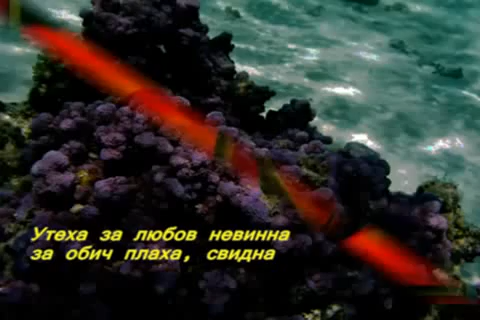 Утеха за любов невинна
за обич плаха, свидна